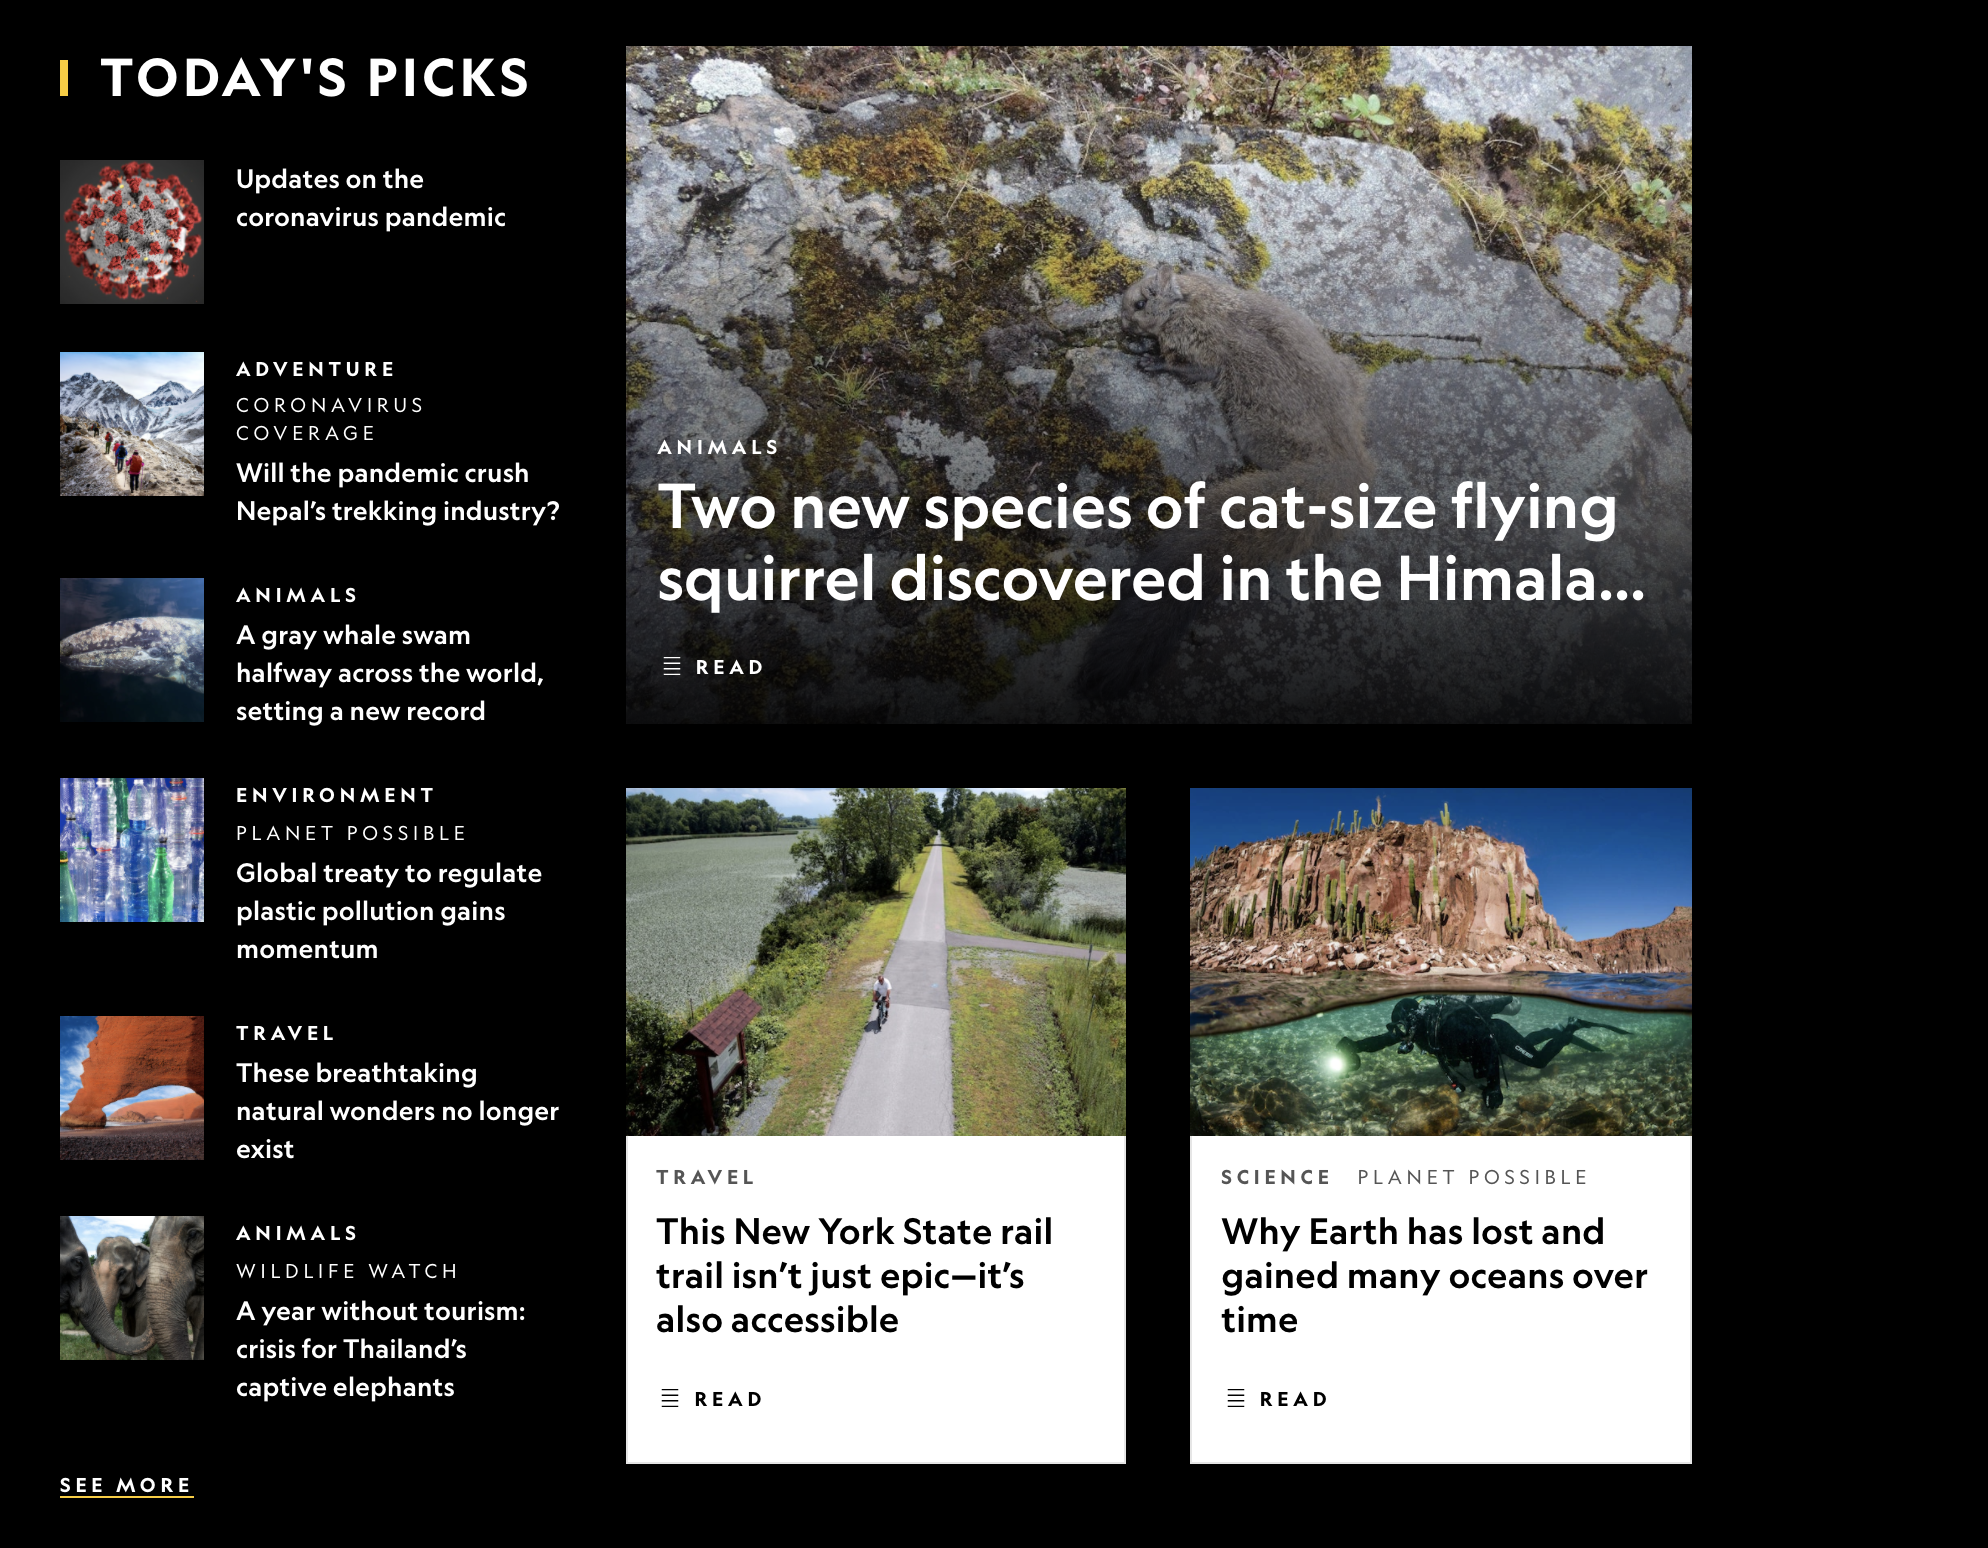 TODAY'S PICKS
Updates on the
coronavirus pandemic
ADVENTURE
CORONAVIRUS
COVERAGE
Will the pandemic crush
Nepal’s trekking industry?
ANIMALS
A gray whale swam
halfway across the world,
setting a new record
ENVIRONMENT
PLANET POSSIBLE
Global treaty to regulate
plastic pollution gains
momentum
TRAVEL
These breathtaking
natural wonders no longer
exist
ANIMALS
WILDLIFE WATCH
A year without tourism:
crisis for Thailand’s
captive elephants
SEE MORE
ANIMALS
Two new species of cat-size flying
squirrel discovered in the Himala...
READ
TRAVEL
This New York State rail
trail isn’t just epic—it’s
also accessible
READ
SCIENCE PLANET POSSIBLE
Why Earth has lost and
gained many oceans over
time
READ